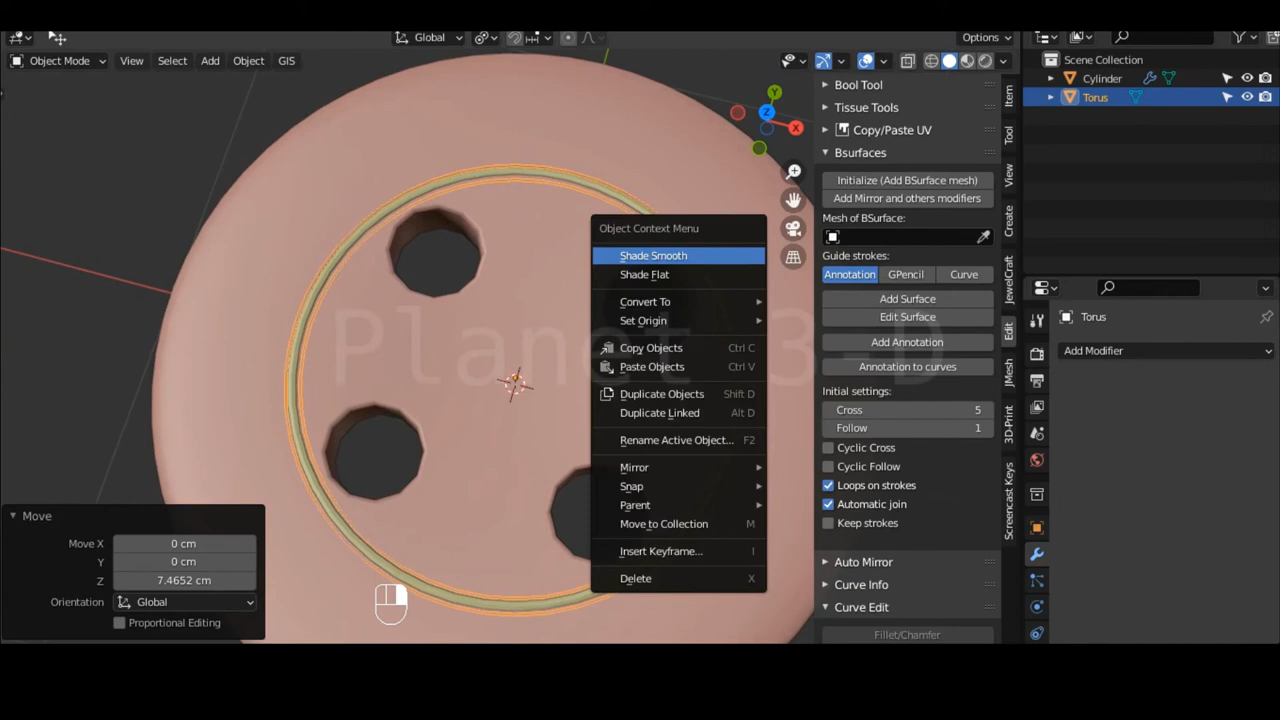 Global
Options
Object Mode
View
Select
Add
Object
GIS
Scene Collection
Cylinder
Torus
Bool Tool
Tissue Tools
Copy/Paste UV
Bsurfaces
Initialize (Add BSurface mesh)
Add Mirror and others modifiers
Mesh of BSurface:
Guide strokes:
Annotation
GPencil
Curve
Add Surface
Edit Surface
Add Annotation
Annotation to curves
Initial settings:
Cross 5
Follow 1
Cyclic Cross
Cyclic Follow
Loops on strokes
Automatic join
Keep strokes
Auto Mirror
Curve Info
Curve Edit
Fillet/Chamfer
Item
Tool
View
Create
JewelCraft
Edit
JMesh
3D-Print
Screencast Keys
Torus
Add Modifier
Y
Z
X
Object Context Menu
Shade Smooth
Shade Flat
Convert To
Set Origin
Copy Objects Ctrl C
Paste Objects Ctrl V
Duplicate Objects Shift D
Duplicate Linked Alt D
Rename Active Object... F2
Mirror
Snap
Parent
Move to Collection M
Insert Keyframe... I
Delete X
Planet 3-D
Move
Move X 0 cm
Y 0 cm
Z 7.4652 cm
Orientation Global
Proportional Editing